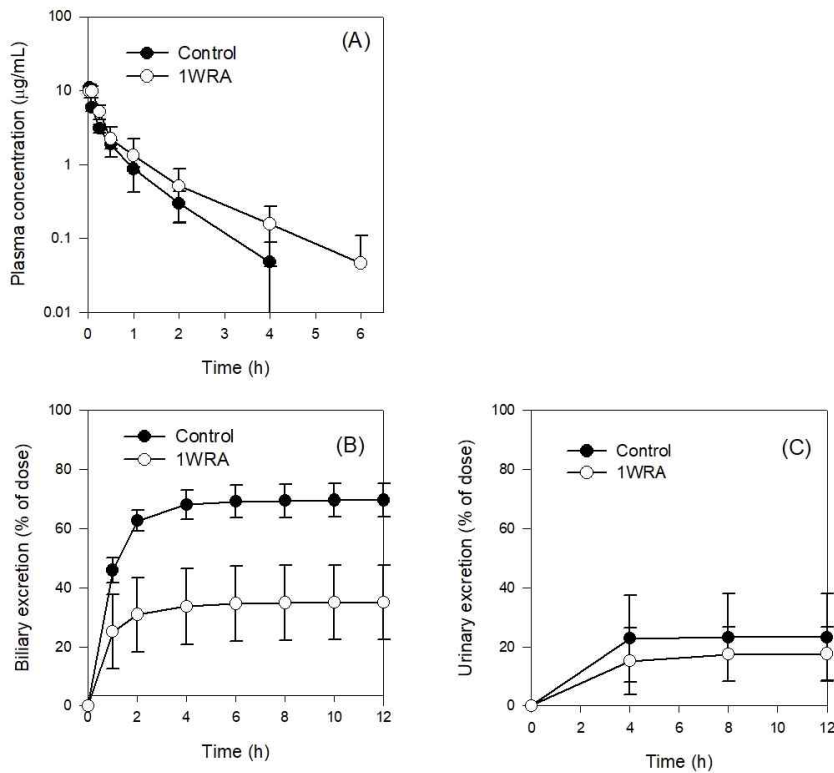 (A)
Control
1WRA
Plasma concentration (µg/mL)
100
10
1
0.1
0.01
0 1 2 3 4 5 6
Time (h)
(B)
Control
1WRA
Biliary excretion (% of dose)
100
80
60
40
20
0
0 2 4 6 8 10 12
Time (h)
(C)
Control
1WRA
Urinary excretion (% of dose)
100
80
60
40
20
0
0 2 4 6 8 10 12
Time (h)